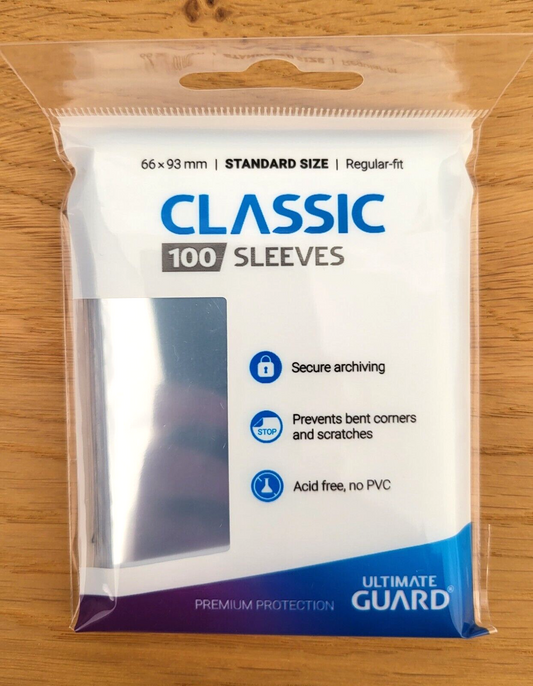 66 × 93 mm | STANDARD SIZE | Regular-fit
CLASSIC
100 SLEEVES
Secure archiving
STOP
Prevents bent corners
and scratches
Acid free, no PVC
PREMIUM PROTECTION
ULTIMATE
GUARD®